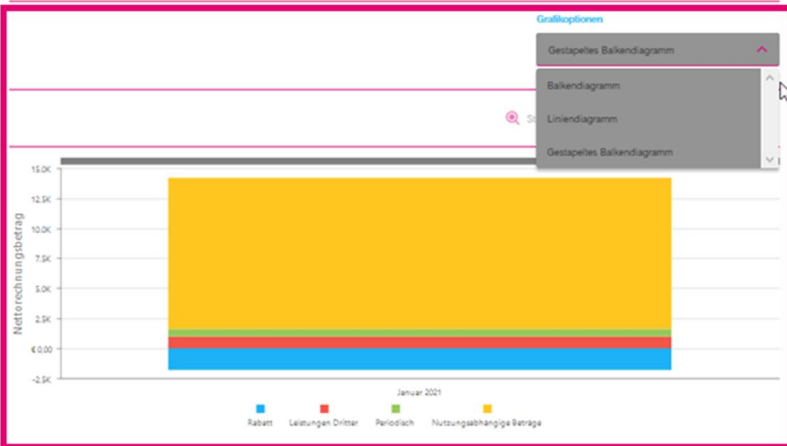 Grafikoptionen
Gestapeltes Balkendiagramm
Balkendiagramm
Liniendiagramm
Gestapeltes Balkendiagramm
15.0K
12.5K
10.0K
7.5K
5.0K
2.5K
€ 0,00
-2.5K
Nettorechnungsbetrag
Januar 2021
Rabatt Leistungen Dritter Periodisch Nutzungsabhängige Beträge